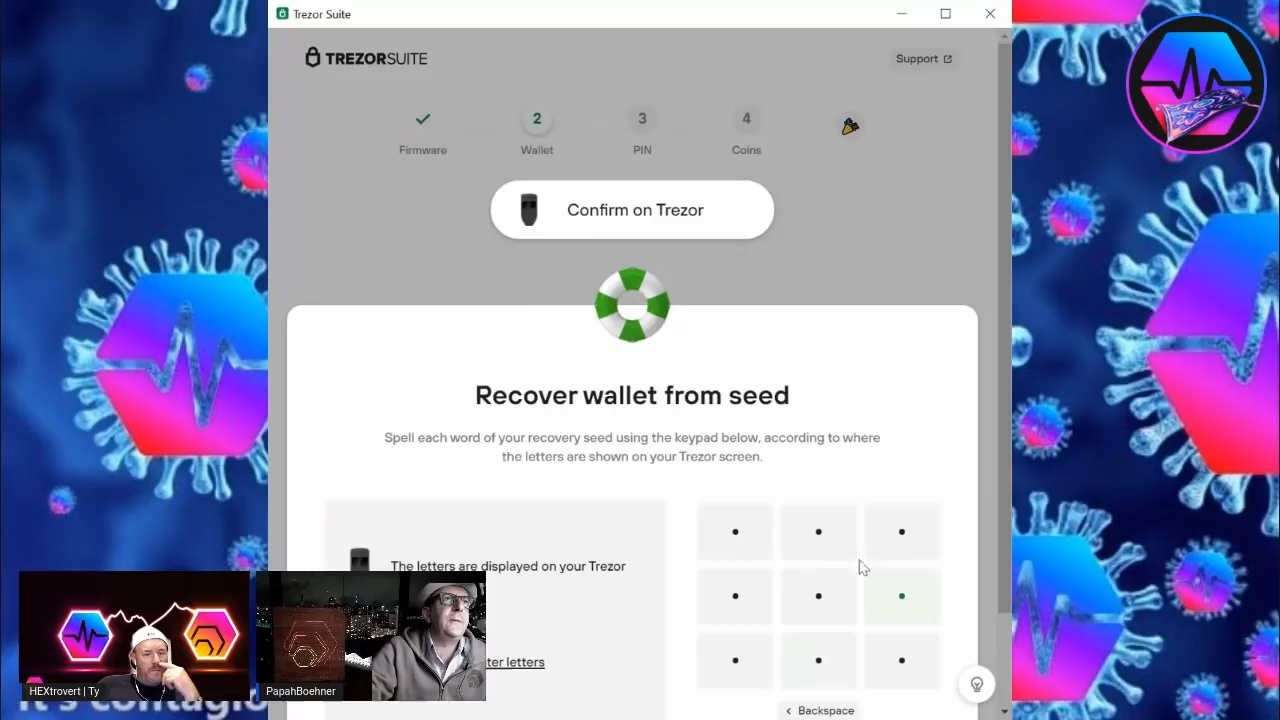 Trezor Suite
TREZORSUITE
Support
2
3
4
Firmware
Wallet
PIN
Coins
Confirm on Trezor
Recover wallet from seed
Spell each word of your recovery seed using the keypad below, according to where
the letters are shown on your Trezor screen.
The letters are displayed on your Trezor
letters
Backspace
HEXtrovert | Ty
PapahBoehner